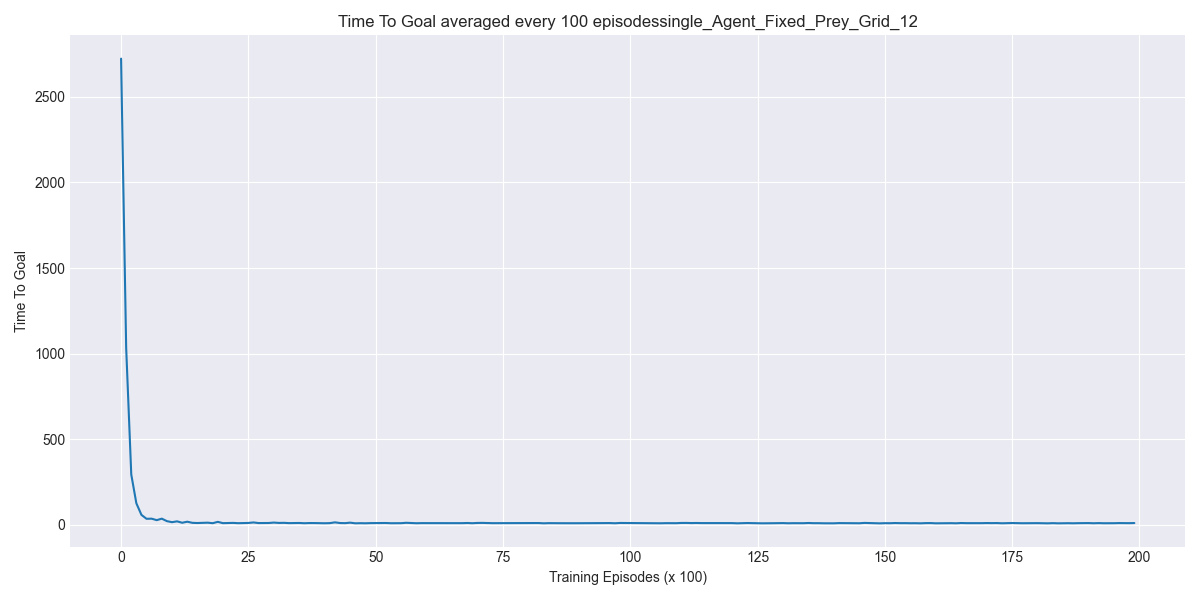 Time To Goal averaged every 100 episodessingle_Agent_Fixed_Prey_Grid_12
2500
2000
1500
1000
500
0
Time To Goal
0 25 50 75 100 125 150 175 200
Training Episodes (x 100)